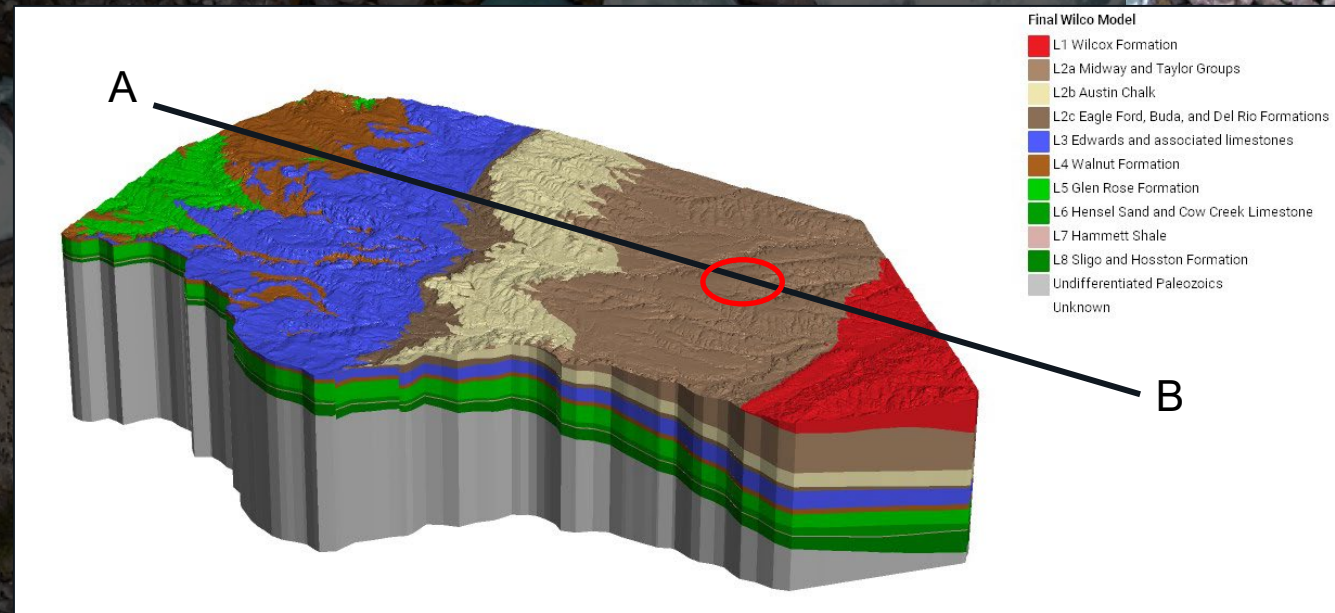 A
B
Final Wilco Model
L1 Wilcox Formation
L2a Midway and Taylor Groups
L2b Austin Chalk
L2c Eagle Ford, Buda, and Del Rio Formations
L3 Edwards and associated limestones
L4 Walnut Formation
L5 Glen Rose Formation
L6 Hensel Sand and Cow Creek Limestone
L7 Hammett Shale
L8 Sligo and Hosston Formation
Undifferentiated Paleozoics
Unknown